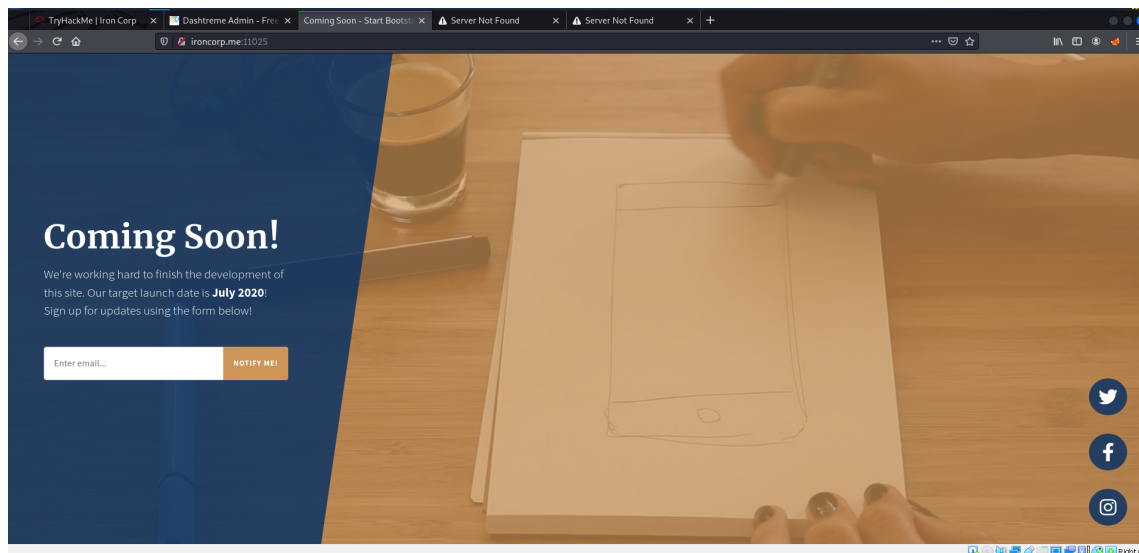 TryHackMe | Iron Corp
Dashtreme Admin - Free
Coming Soon - Start Bootst
Server Not Found
Server Not Found
ironcorp.me:11025
Coming Soon!
We're working hard to finish the development of
this site. Our target launch date is July 2020!
Sign up for updates using the form below!
Enter email...
NOTIFY ME!
Right